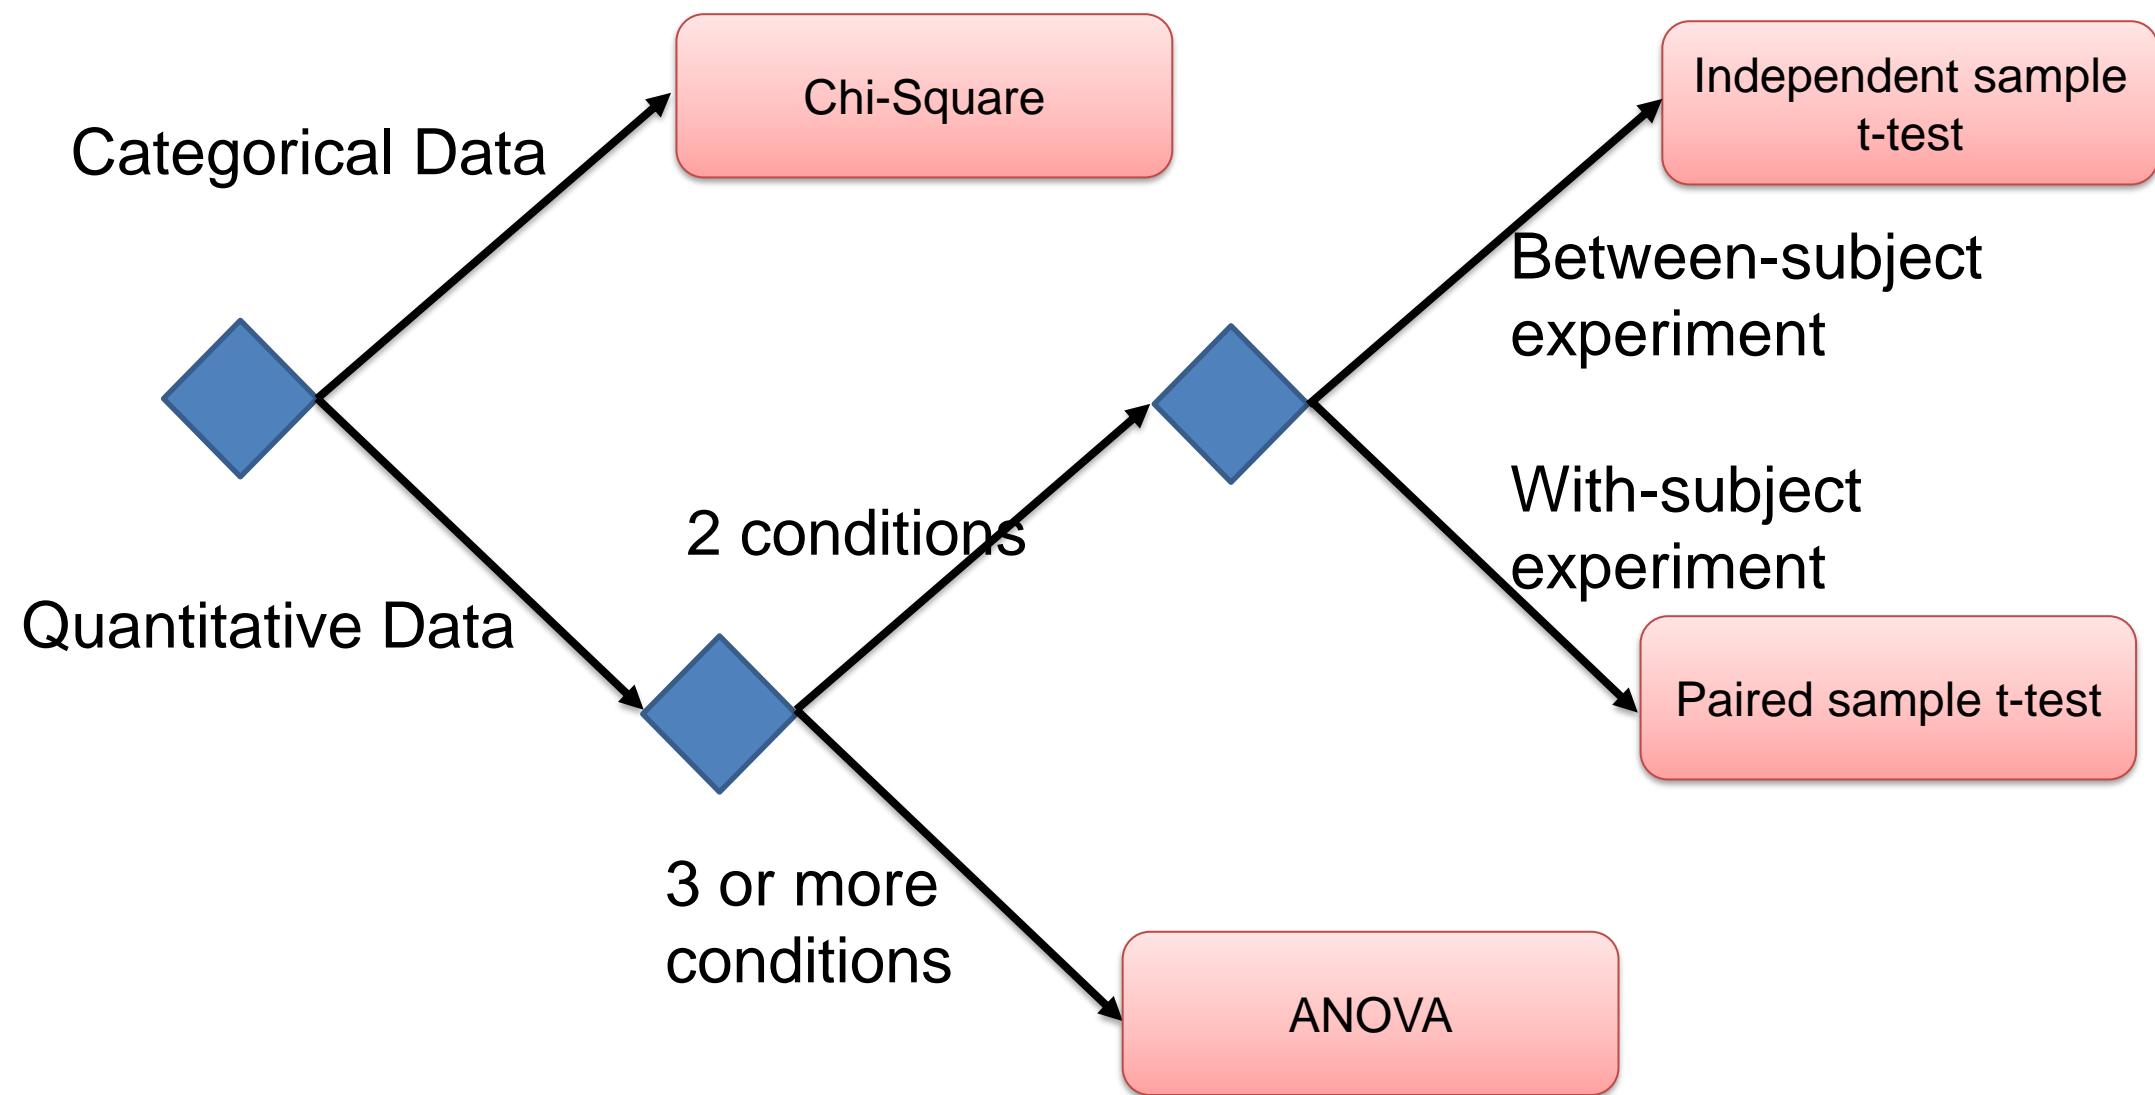 Chi-Square
Independent sample
t-test
Categorical Data
Between-subject
experiment
With-subject
experiment
2 conditions
Quantitative Data
Paired sample t-test
3 or more
conditions
ANOVA